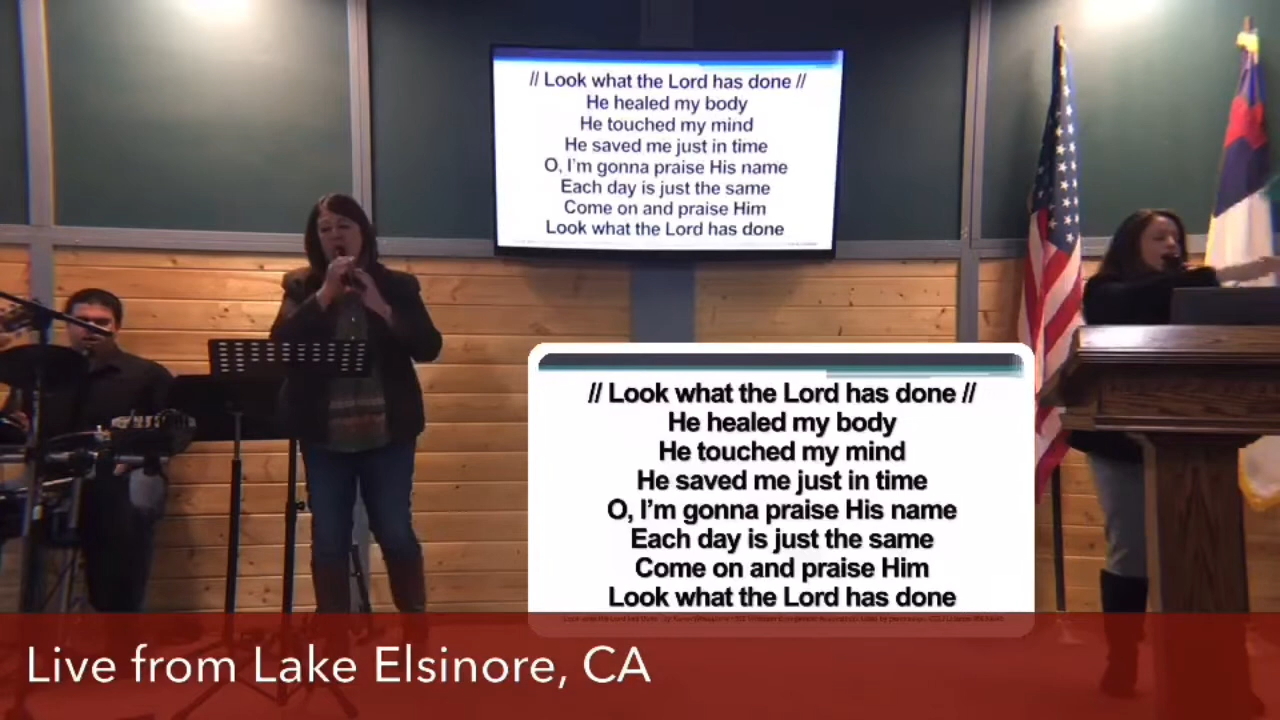 // Look what the Lord has done //
He healed my body
He touched my mind
He saved me just in time
O, I'm gonna praise His name
Each day is just the same
Come on and praise Him
Look what the Lord has done
// Look what the Lord has done //
He healed my body
He touched my mind
He saved me just in time
O, I'm gonna praise His name
Each day is just the same
Come on and praise Him
Look what the Lord has done
Live from Lake Elsinore, CA